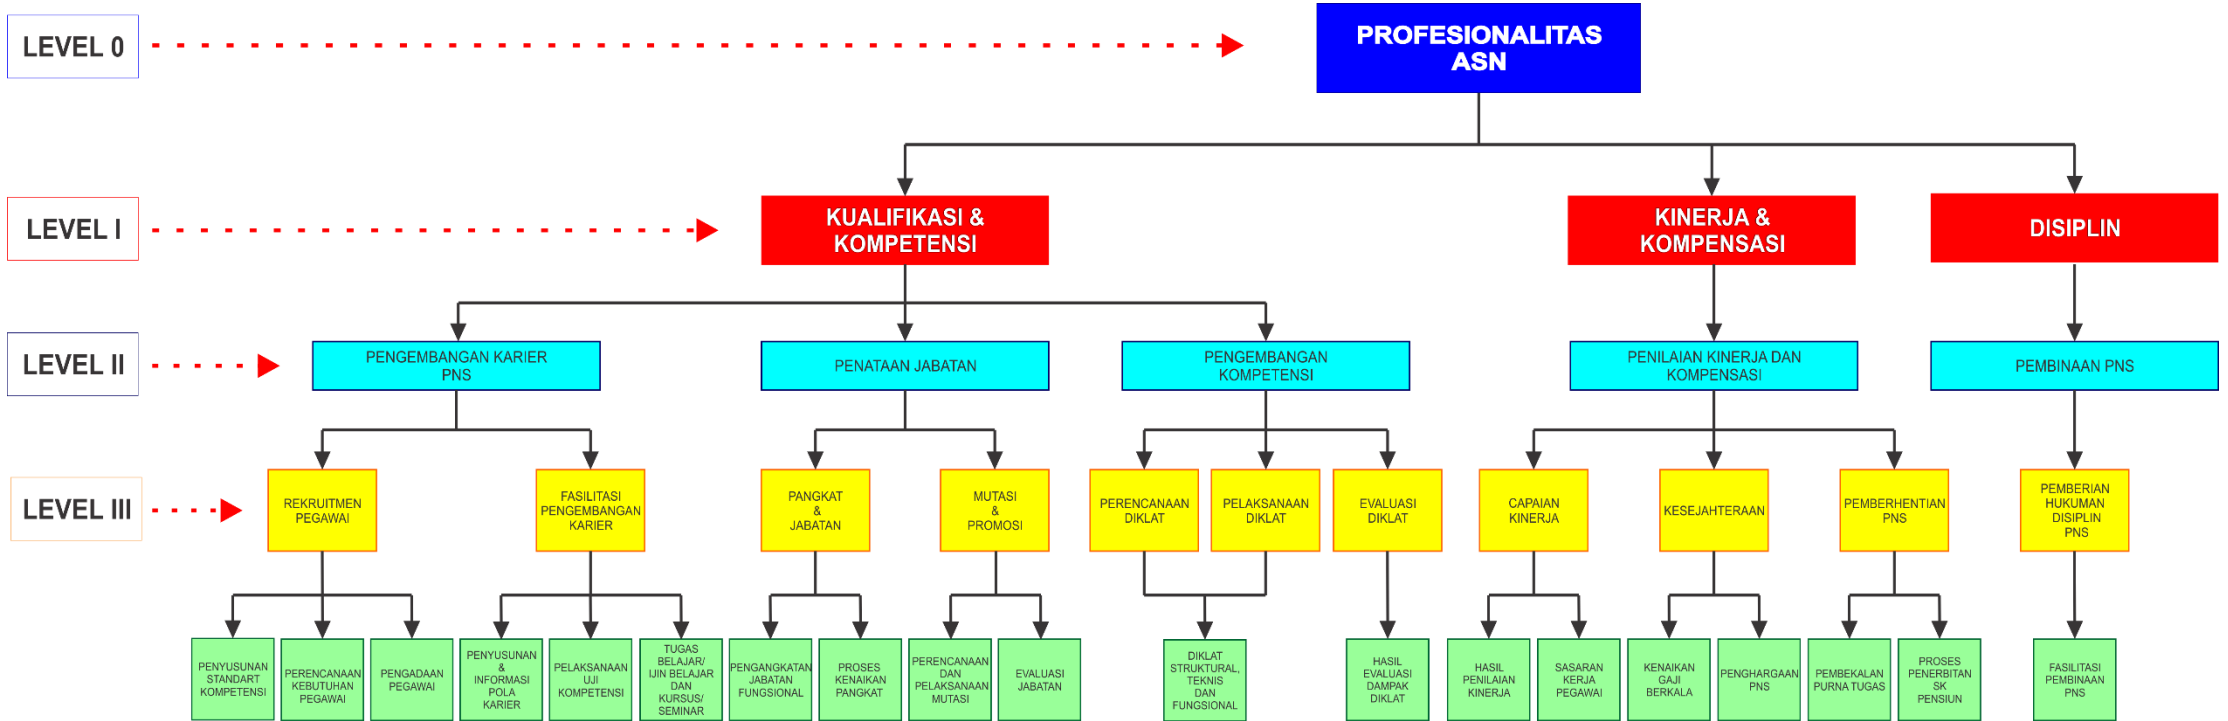 LEVEL 0
PROFESIONALITAS
ASN
LEVEL I
KUALIFIKASI &
KOMPETENSI
KINERJA &
KOMPENSASI
DISIPLIN
LEVEL II
PENGEMBANGAN KARIER
PNS
PENATAAN JABATAN
PENGEMBANGAN
KOMPETENSI
PENILAIAN KINERJA DAN
KOMPENSASI
PEMBINAAN PNS
LEVEL III
REKRUITMEN
PEGAWAI
FASILITASI
PENGEMBANGAN
KARIER
PANGKAT
&
JABATAN
MUTASI
&
PROMOSI
PERENCANAAN
DIKLAT
PELAKSANAAN
DIKLAT
EVALUASI
DIKLAT
CAPAIAN
KINERJA
KESEJAHTERAAN
PEMBERHENTIAN
PNS
PEMBERIAN
HUKUMAN
DISIPLIN
PNS
PENYUSUNAN
STANDART
KOMPETENSI
PERENCANAAN
KEBUTUHAN
PEGAWAI
PENGADAAN
PEGAWAI
PENYUSUNAN
&
INFORMASI
POLA
KARIER
PELAKSANAAN
UJI
KOMPETENSI
TUGAS
BELAJAR/
IJIN BELAJAR
DAN
KURSUS/
SEMINAR
PENGANGKATAN
JABATAN
FUNGSIONAL
PROSES
KENAIKAN
PANGKAT
PERENCANAAN
DAN
PELAKSANAAN
MUTASI
EVALUASI
JABATAN
DIKLAT
STRUKTURAL,
TEKNIS
DAN
FUNGSIONAL
HASIL
EVALUASI
DAMPAK
DIKLAT
HASIL
PENILAIAN
KINERJA
SASARAN
KERJA
PEGAWAI
KENAIKAN
GAJI
BERKALA
PENGHARGAAN
PNS
PEMBEKALAN
PURNA TUGAS
PROSES
PENERBITAN
SK
PENSIUN
FASILITASI
PEMBINAAN
PNS